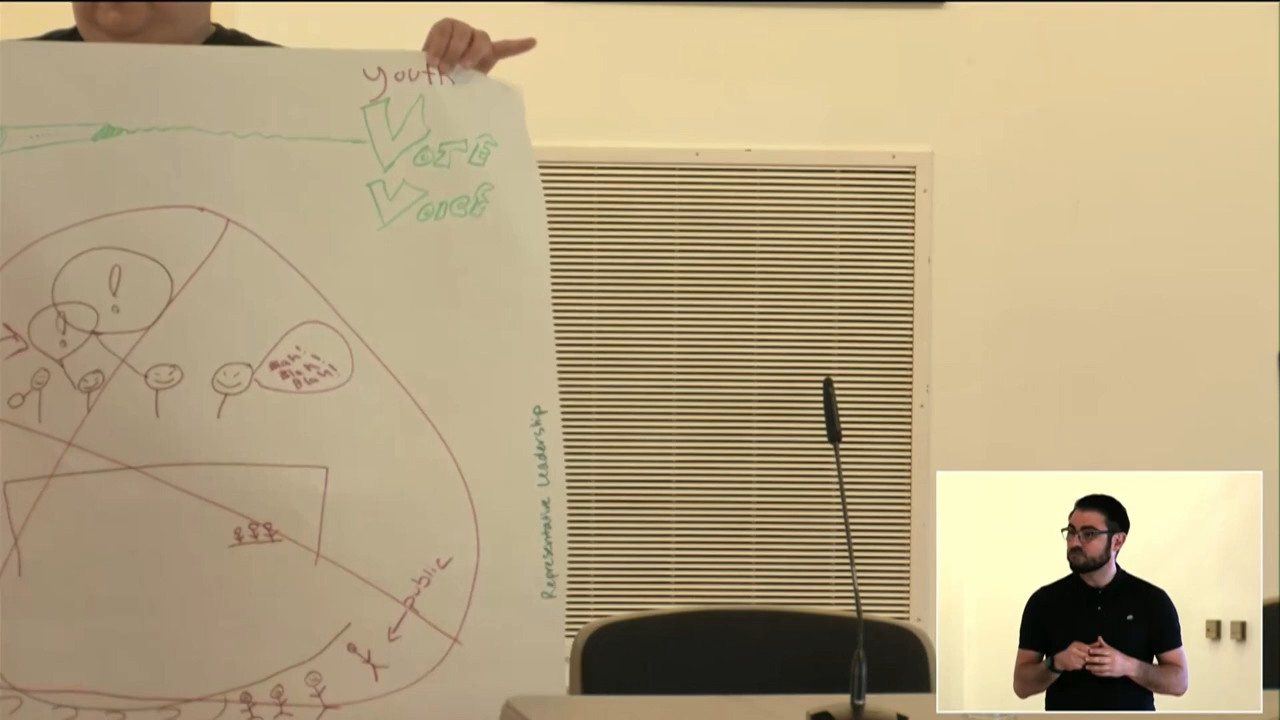 youth
VOTE
VOICE
Blah!
Blah!
Blah!
Representative Leadership
public